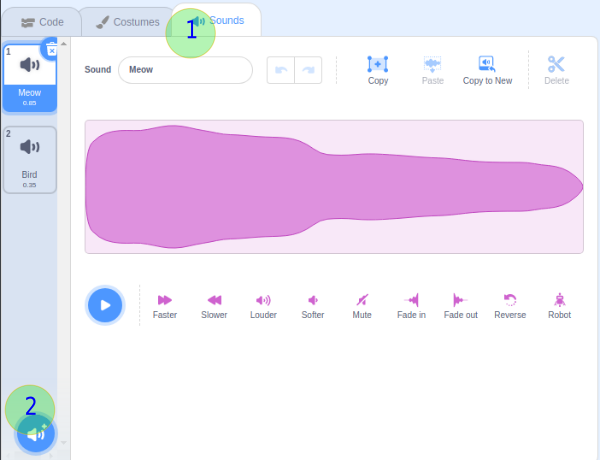 Code
Costumes
Sounds
1
1
Meow
0.85
Sound
Meow
Copy
Paste
Copy to New
Delete
2
Bird
0.35
Faster
Slower
Louder
Softer
Mute
Fade in
Fade out
Reverse
Robot
2